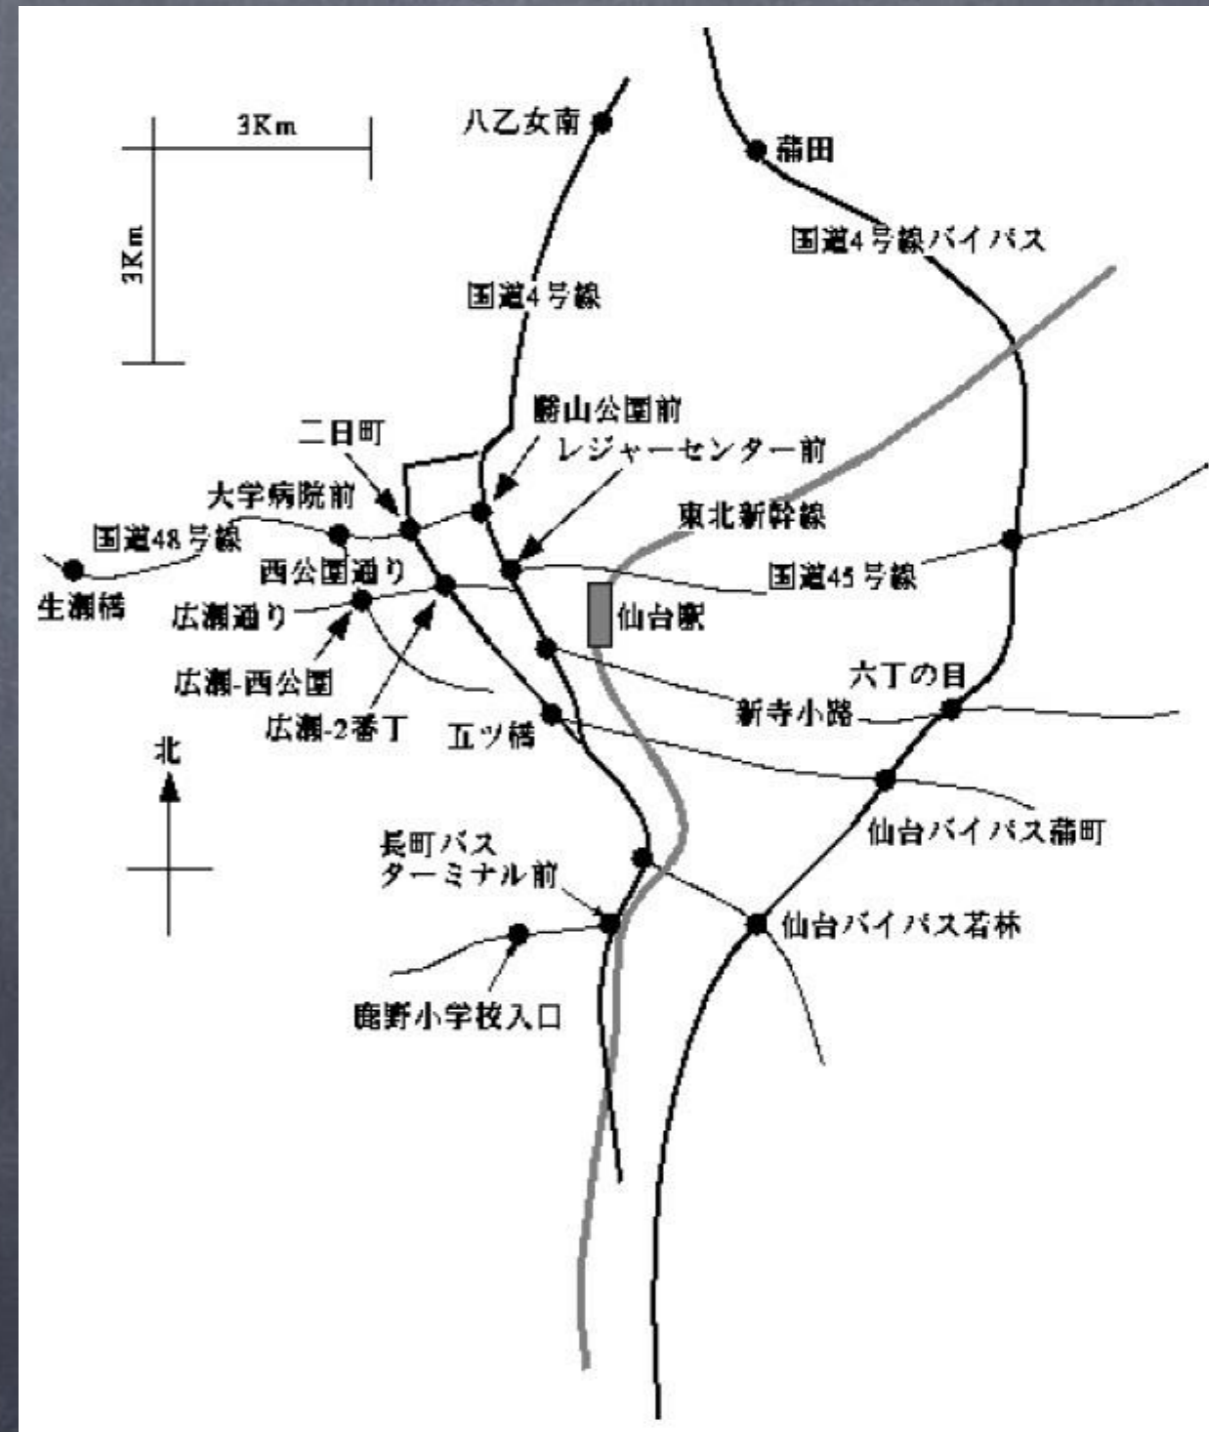 3Km
3Km
八乙女南
蒲田
国道4号線バイパス
国道4号線
勝山公園前
二日町
レジャーセンター前
大学病院前
東北新幹線
国道48号線
西公園通り
国道45号線
生瀬橋
広瀬通り
仙台駅
広瀬-西公園
六丁の目
新寺小路
広瀬-2番丁
五ツ橋
北
仙台バイパス蒲町
長町バス
ターミナル前
仙台バイパス若林
鹿野小学校入口